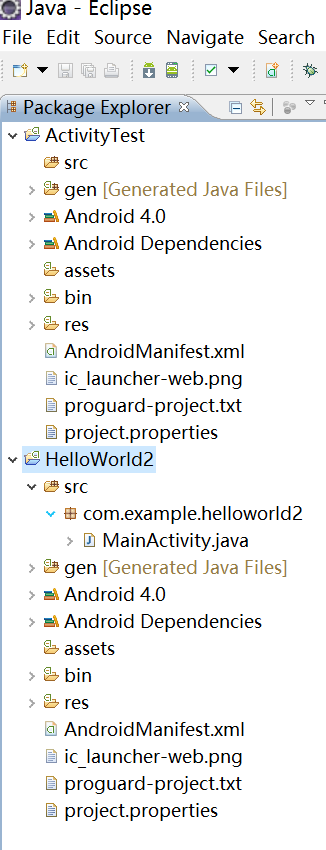 Java - Eclipse
File Edit Source Navigate Search
Package Explorer
ActivityTest
src
gen [Generated Java Files]
Android 4.0
Android Dependencies
assets
bin
res
AndroidManifest.xml
ic_launcher-web.png
proguard-project.txt
project.properties
HelloWorld2
src
com.example.helloworld2
MainActivity.java
gen [Generated Java Files]
Android 4.0
Android Dependencies
assets
bin
res
AndroidManifest.xml
ic_launcher-web.png
proguard-project.txt
project.properties